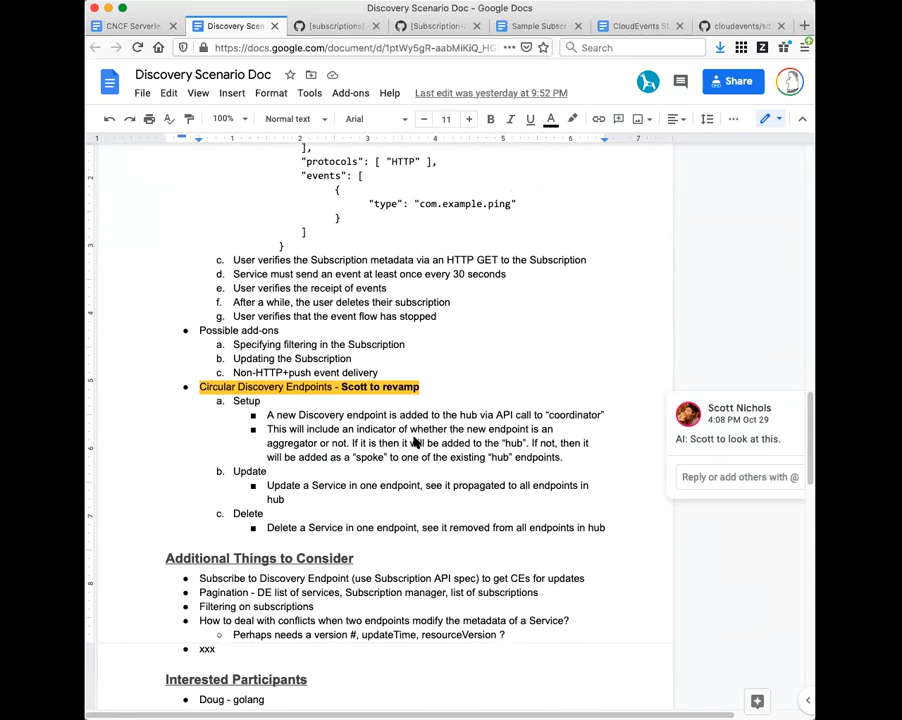 Discovery Scenario Doc - Google Docs
CNCF Serverle
Discovery Scen
[subscriptions]
[Subscription
Sample Subscr
CloudEvents SD
cloudevents/sd
https://docs.google.com/document/d/1ptWy5gR-aabMiKiQ_HG
Search
Discovery Scenario Doc
File Edit View Insert Format Tools Add-ons Help Last edit was yesterday at 9:52 PM
Share
100% Normal text Arial 11
1 1 2 3 4 5 6 7
],
"protocols": [ "HTTP" ],
"events": [
{
"type": "com.example.ping"
}
]
}
c. User verifies the Subscription metadata via an HTTP GET to the Subscription
d. Service must send an event at least once every 30 seconds
e. User verifies the receipt of events
f. After a while, the user deletes their subscription
g. User verifies that the event flow has stopped
● Possible add-ons
a. Specifying filtering in the Subscription
b. Updating the Subscription
c. Non-HTTP+push event delivery
● Circular Discovery Endpoints - Scott to revamp
a. Setup
■ A new Discovery endpoint is added to the hub via API call to “coordinator”
■ This will include an indicator of whether the new endpoint is an
aggregator or not. If it is then it will be added to the “hub”. If not, then it
will be added as a “spoke” to one of the existing “hub” endpoints.
b. Update
■ Update a Service in one endpoint, see it propagated to all endpoints in
hub
c. Delete
■ Delete a Service in one endpoint, see it removed from all endpoints in hub
Scott Nichols
4:08 PM Oct 29
AI: Scott to look at this.
Reply or add others with @
Additional Things to Consider
● Subscribe to Discovery Endpoint (use Subscription API spec) to get CEs for updates
● Pagination - DE list of services, Subscription manager, list of subscriptions
● Filtering on subscriptions
● How to deal with conflicts when two endpoints modify the metadata of a Service?
○ Perhaps needs a version #, updateTime, resourceVersion ?
● xxx
Interested Participants
● Doug - golang